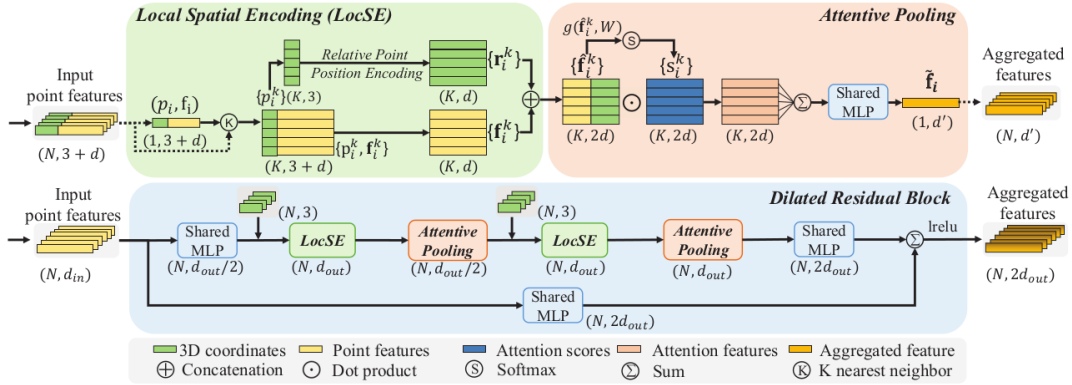 Local Spatial Encoding (LocSE)
Attentive Pooling
Input
point features
(N, 3 + d)
(p_i, f_i)
(1, 3 + d)
K
{p_i^k}(K, 3)
Relative Point
Position Encoding
{r_i^k}
(K, d)
{p_i^k, f_i^k}
(K, 3 + d)
{f_i^k}
(K, d)
g(f̂_i^k, W)
S
{f̂_i^k}
{s_i^k}
(K, 2d)
(K, 2d)
(K, 2d)
Σ
Shared
MLP
f̃_i
(1, d′)
Aggregated
features
(N, d′)
Dilated Residual Block
Input
point features
(N, d_in)
Shared
MLP
(N, d_out/2)
(N, 3)
LocSE
(N, d_out)
Attentive
Pooling
(N, d_out/2)
(N, 3)
LocSE
(N, d_out)
Attentive
Pooling
(N, d_out)
Shared
MLP
(N, 2d_out)
Σ
lrelu
Shared
MLP
(N, 2d_out)
Aggregated
features
(N, 2d_out)
3D coordinates Point features Attention scores Attention features Aggregated feature
⊕ Concatenation ⊙ Dot product Ⓢ Softmax Σ Sum Ⓚ K nearest neighbor